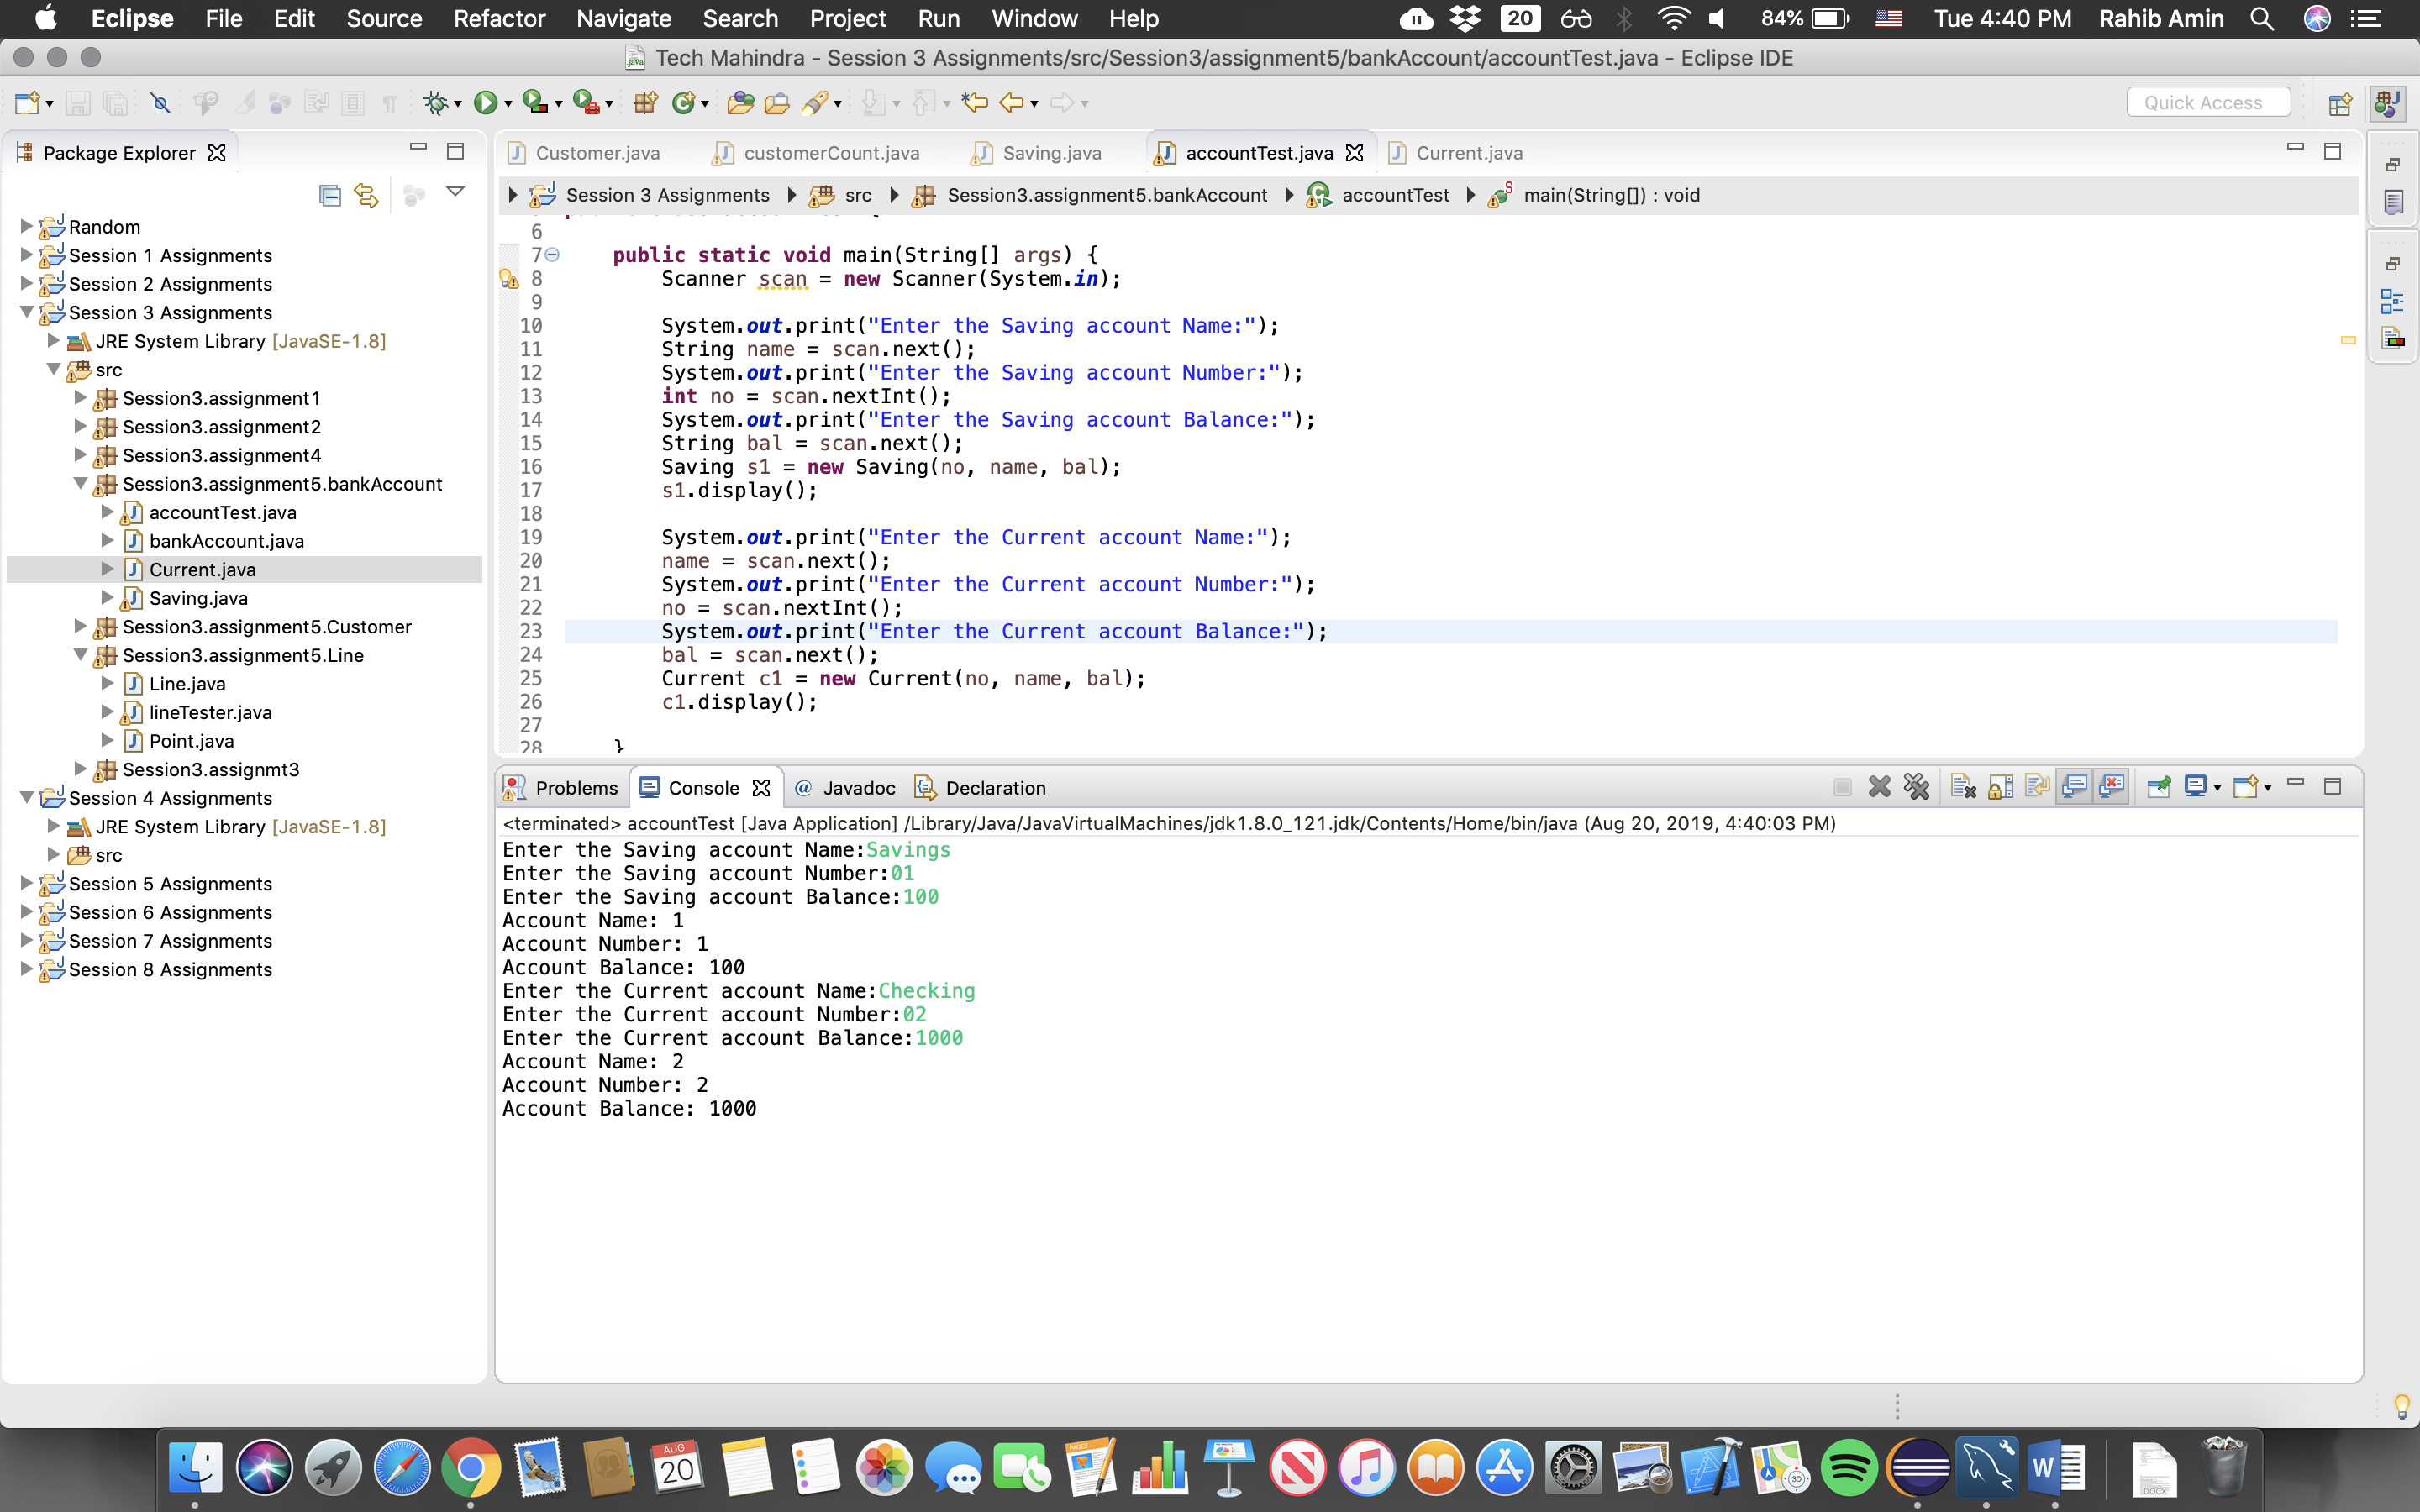 Eclipse File Edit Source Refactor Navigate Search Project Run Window Help 20 84% Tue 4:40 PM Rahib Amin
Tech Mahindra - Session 3 Assignments/src/Session3/assignment5/bankAccount/accountTest.java - Eclipse IDE
Quick Access
Package Explorer
Random
Session 1 Assignments
Session 2 Assignments
Session 3 Assignments
JRE System Library [JavaSE-1.8]
src
Session3.assignment1
Session3.assignment2
Session3.assignment4
Session3.assignment5.bankAccount
accountTest.java
bankAccount.java
Current.java
Saving.java
Session3.assignment5.Customer
Session3.assignment5.Line
Line.java
lineTester.java
Point.java
Session3.assignmt3
Session 4 Assignments
JRE System Library [JavaSE-1.8]
src
Session 5 Assignments
Session 6 Assignments
Session 7 Assignments
Session 8 Assignments
Customer.java customerCount.java Saving.java accountTest.java Current.java
Session 3 Assignments src Session3.assignment5.bankAccount accountTest main(String[]) : void
6
7 public static void main(String[] args) {
8 Scanner scan = new Scanner(System.in);
9
10 System.out.print("Enter the Saving account Name:");
11 String name = scan.next();
12 System.out.print("Enter the Saving account Number:");
13 int no = scan.nextInt();
14 System.out.print("Enter the Saving account Balance:");
15 String bal = scan.next();
16 Saving s1 = new Saving(no, name, bal);
17 s1.display();
18
19 System.out.print("Enter the Current account Name:");
20 name = scan.next();
21 System.out.print("Enter the Current account Number:");
22 no = scan.nextInt();
23 System.out.print("Enter the Current account Balance:");
24 bal = scan.next();
25 Current c1 = new Current(no, name, bal);
26 c1.display();
27
28 }
Problems Console @ Javadoc Declaration
<terminated> accountTest [Java Application] /Library/Java/JavaVirtualMachines/jdk1.8.0_121.jdk/Contents/Home/bin/java (Aug 20, 2019, 4:40:03 PM)
Enter the Saving account Name:Savings
Enter the Saving account Number:01
Enter the Saving account Balance:100
Account Name: 1
Account Number: 1
Account Balance: 100
Enter the Current account Name:Checking
Enter the Current account Number:02
Enter the Current account Balance:1000
Account Name: 2
Account Number: 2
Account Balance: 1000
AUG
20
PAGES
3D
W
DOCX